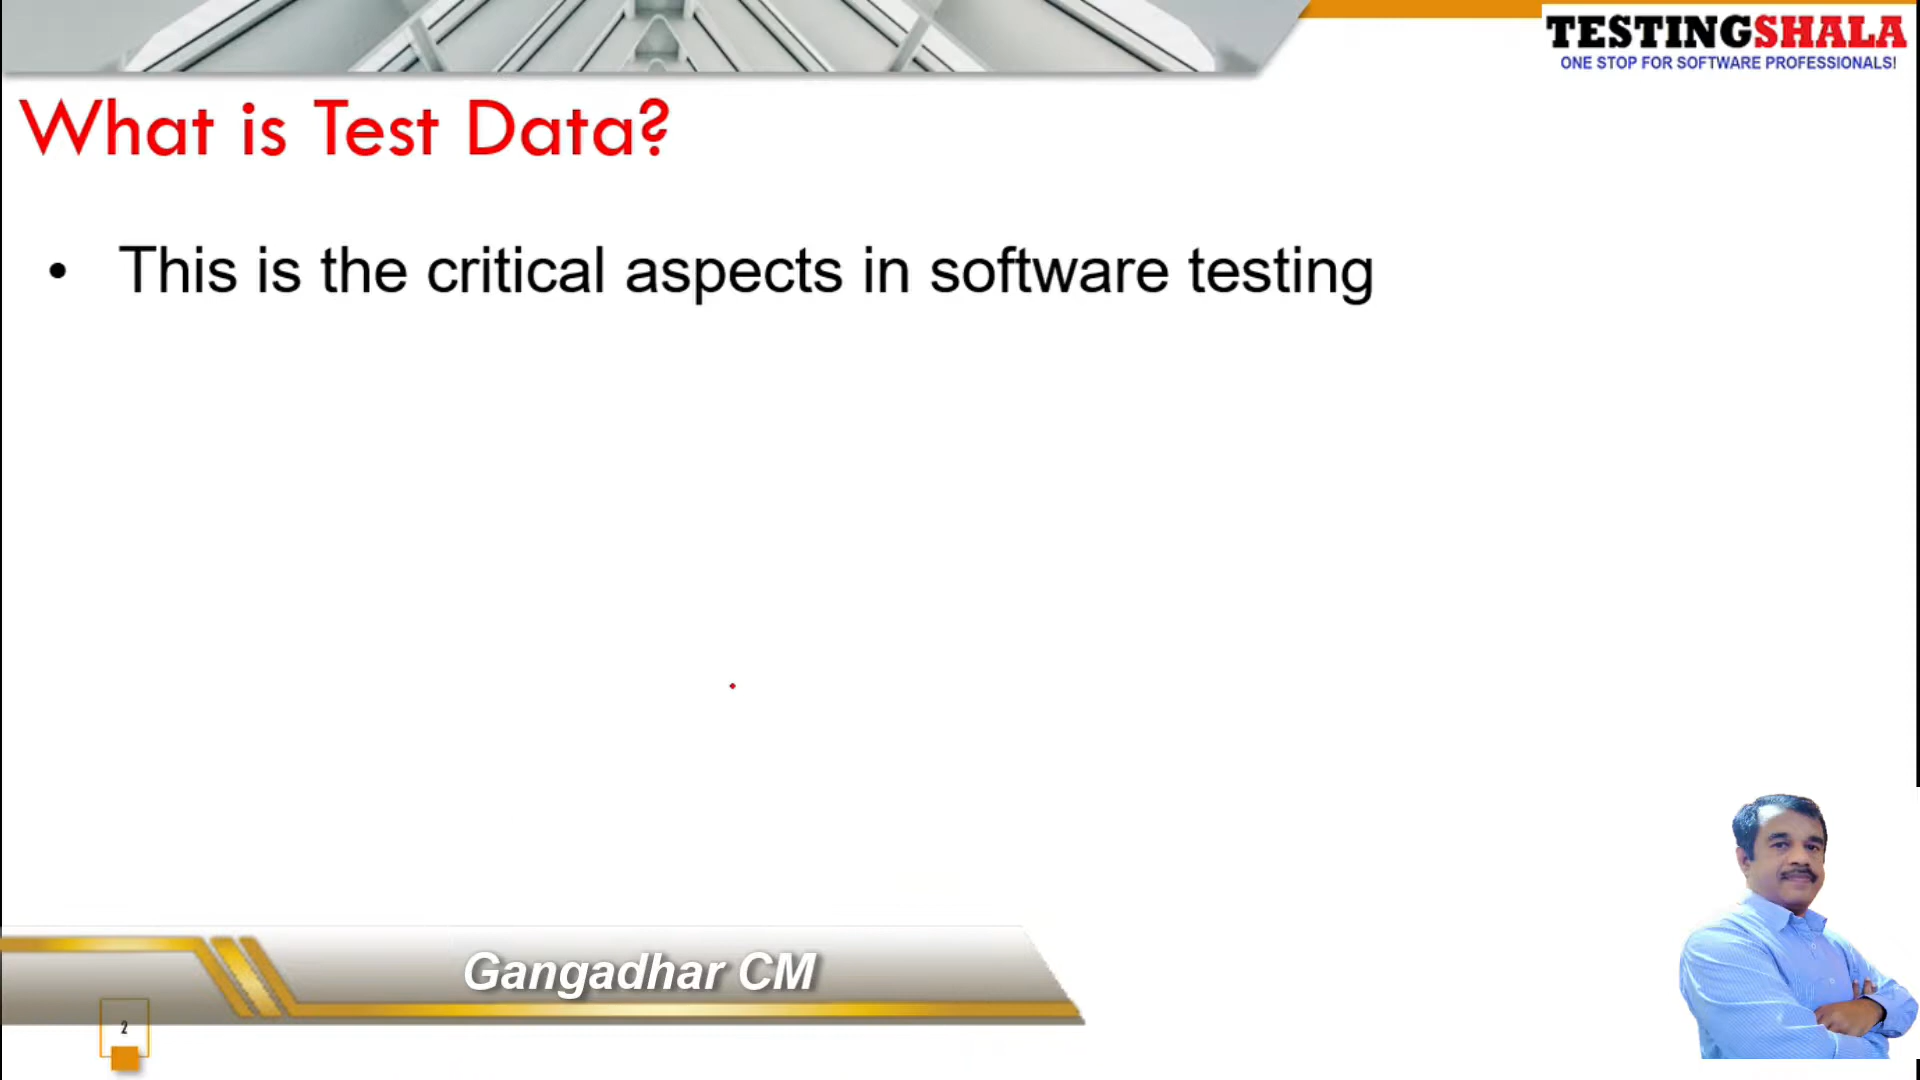 TESTINGSHALA
ONE STOP FOR SOFTWARE PROFESSIONALS!
What is Test Data?
• This is the critical aspects in software testing
Gangadhar CM
2